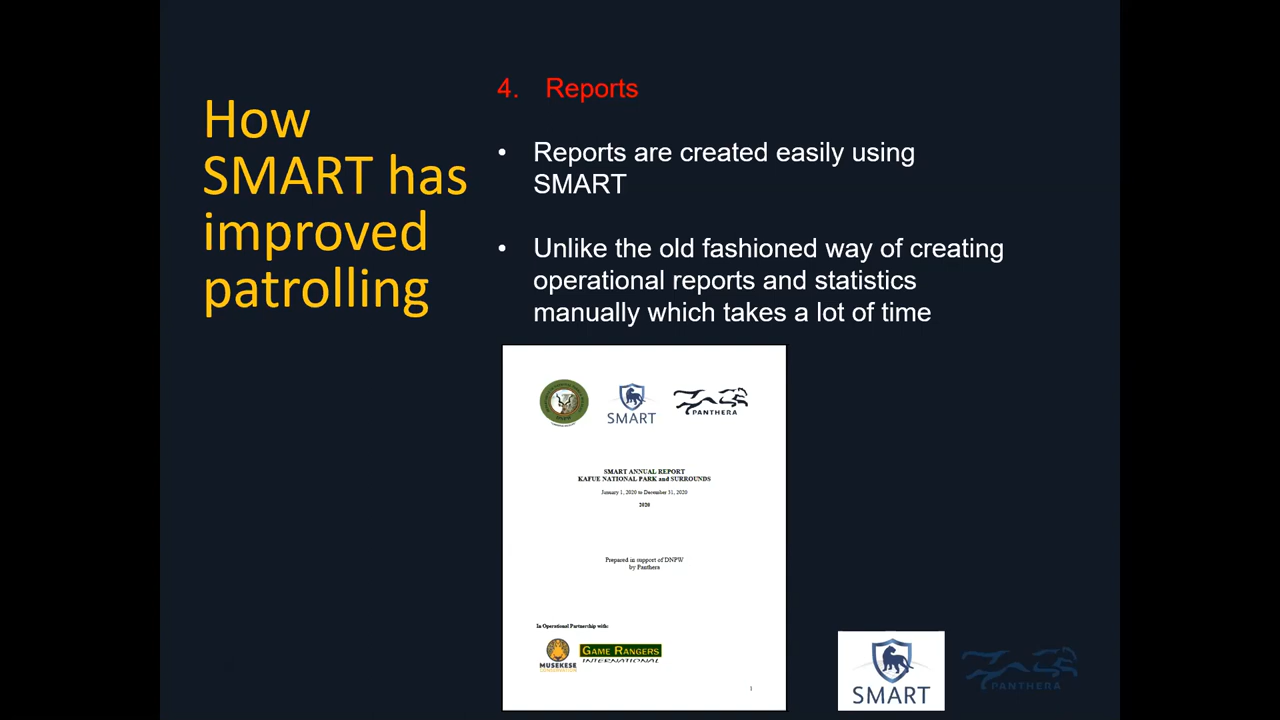 How
SMART has
improved
patrolling
4. Reports
• Reports are created easily using
SMART
• Unlike the old fashioned way of creating
operational reports and statistics
manually which takes a lot of time
SMART
PANTHERA
SMART ANNUAL REPORT
KAFUE NATIONAL PARK and SURROUNDS
January 1, 2020 to December 31, 2020
2020
Prepared in support of DNPW
by Panthera
In Operational Partnership with:
MUSEKESE
CONSERVATION
GAME RANGERS
INTERNATIONAL
1
SMART
PANTHERA